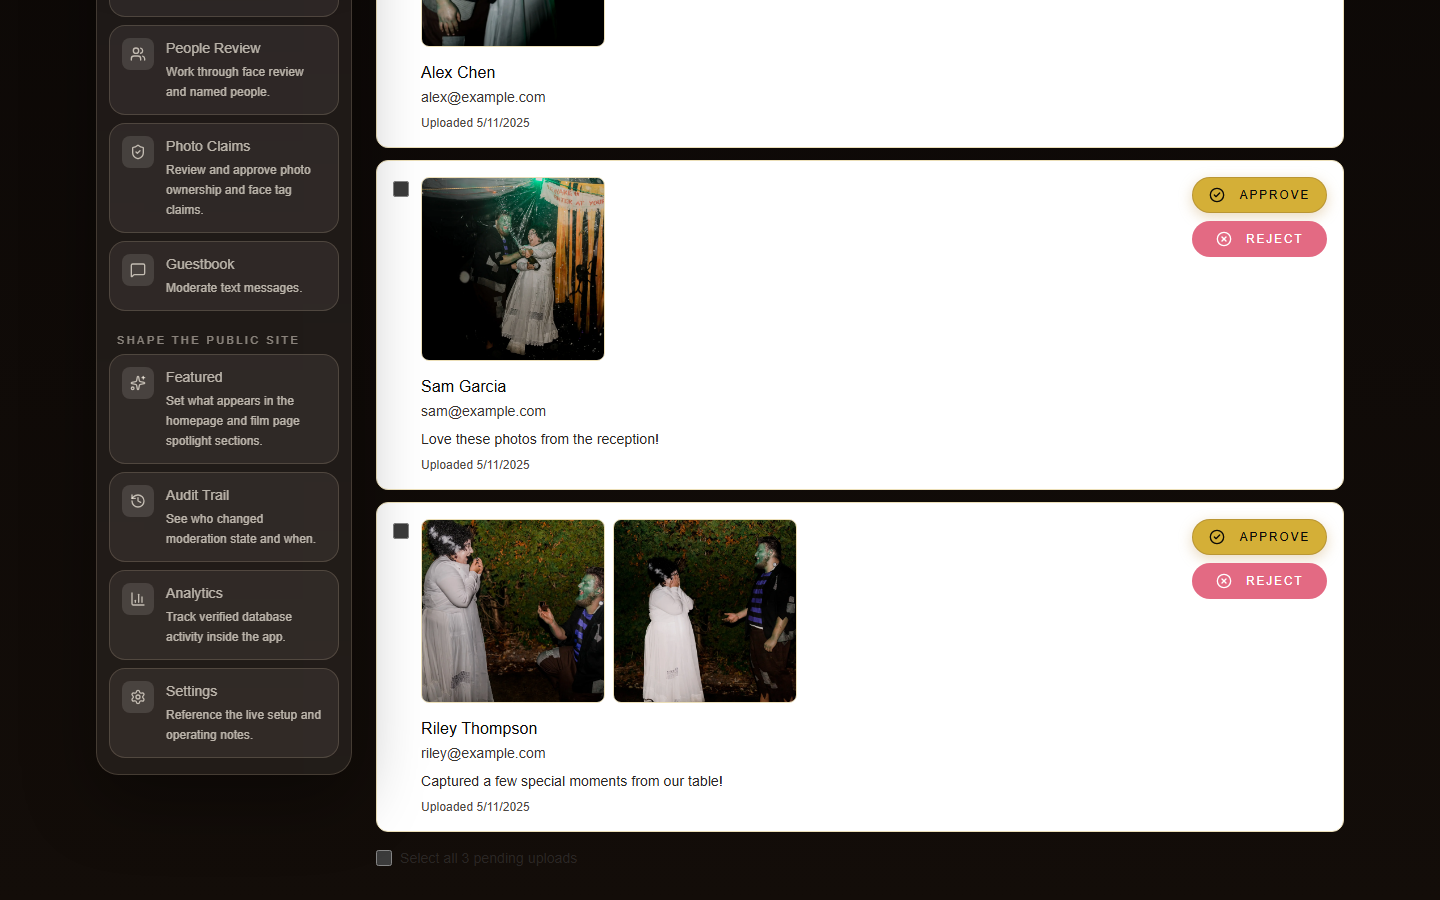 People Review
Work through face review
and named people.
Photo Claims
Review and approve photo
ownership and face tag
claims.
Guestbook
Moderate text messages.
SHAPE THE PUBLIC SITE
Featured
Set what appears in the
homepage and film page
spotlight sections.
Audit Trail
See who changed
moderation state and when.
Analytics
Track verified database
activity inside the app.
Settings
Reference the live setup and
operating notes.
Alex Chen
alex@example.com
Uploaded 5/11/2025
APPROVE
REJECT
Sam Garcia
sam@example.com
Love these photos from the reception!
Uploaded 5/11/2025
APPROVE
REJECT
Riley Thompson
riley@example.com
Captured a few special moments from our table!
Uploaded 5/11/2025
Select all 3 pending uploads